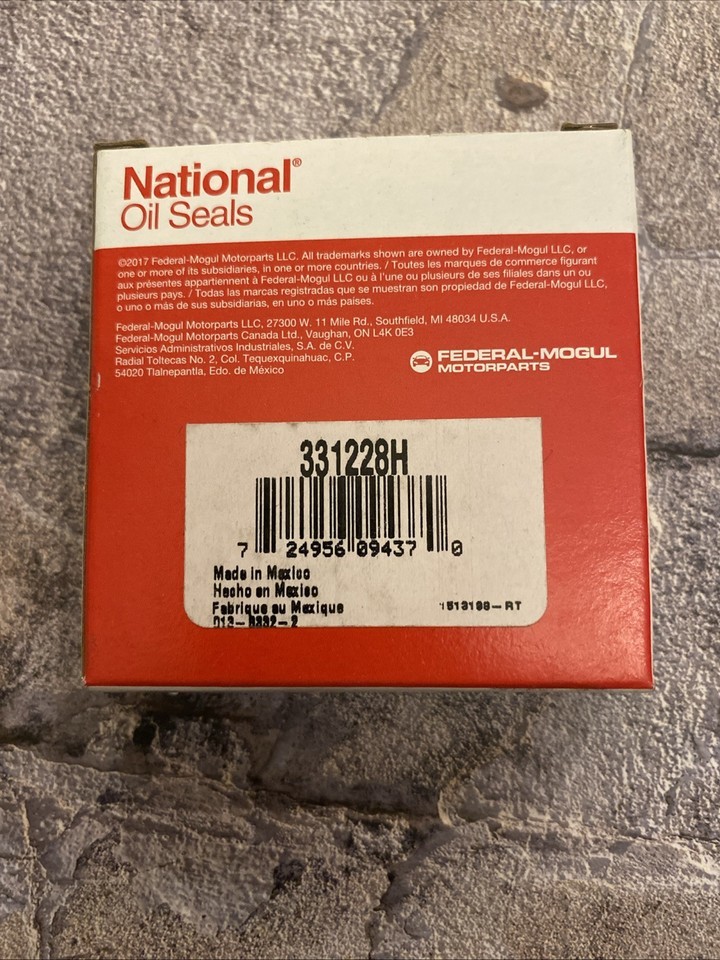 National®
Oil Seals
©2017 Federal-Mogul Motorparts LLC. All trademarks shown are owned by Federal-Mogul LLC, or
one or more of its subsidiaries, in one or more countries. / Toutes les marques de commerce figurant
aux présentes appartiennent à Federal-Mogul LLC ou à l'une ou plusieurs de ses filiales dans un ou
plusieurs pays. / Todas las marcas registradas que se muestran son propiedad de Federal-Mogul LLC,
o uno o más de sus subsidiarias, en uno o más países.
Federal-Mogul Motorparts LLC, 27300 W. 11 Mile Rd., Southfield, MI 48034 U.S.A.
Federal-Mogul Motorparts Canada Ltd., Vaughan, ON L4K 0E3
Servicios Administrativos Industriales, S.A. de C.V.
Radial Toltecas No. 2, Col. Tequexquinahuac, C.P.
54020 Tlalnepantla, Edo. de México
FEDERAL-MOGUL
MOTORPARTS
331228H
7 24956 09437 0
Made in Mexico
Hecho en Mexico
Fabrique au Mexique